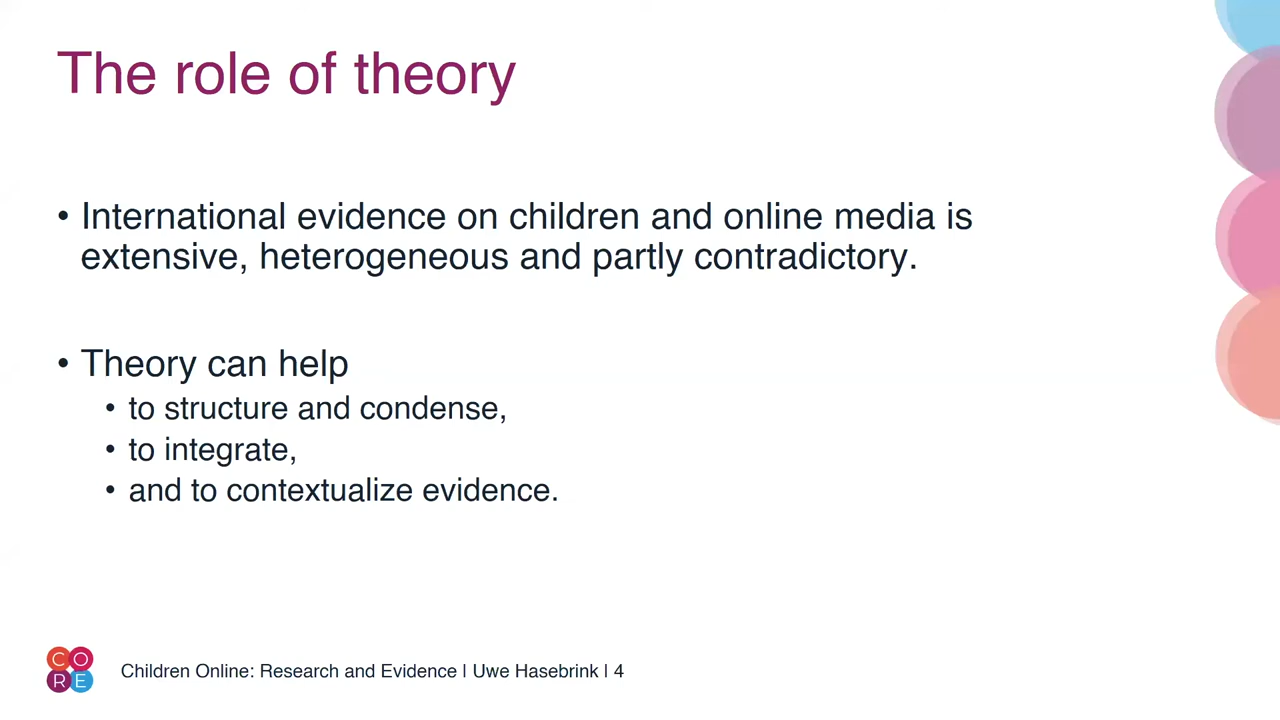 The role of theory
• International evidence on children and online media is
extensive, heterogeneous and partly contradictory.
• Theory can help
• to structure and condense,
• to integrate,
• and to contextualize evidence.
CO
RE
Children Online: Research and Evidence | Uwe Hasebrink | 4